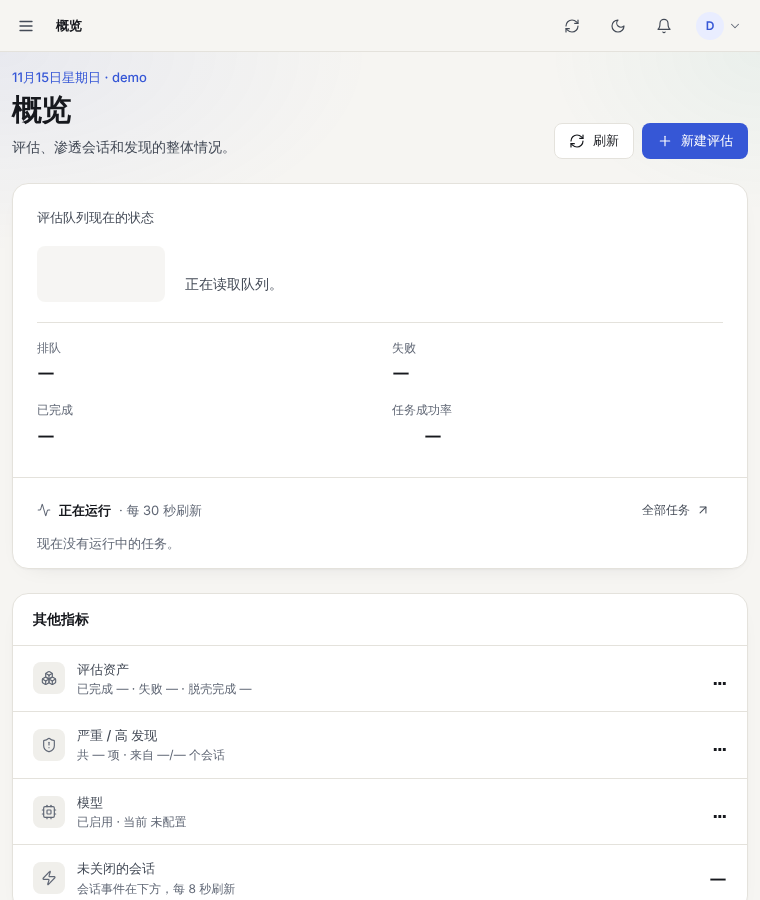 概览
D
11月15日星期日 · demo
概览
评估、渗透会话和发现的整体情况。
刷新
新建评估
评估队列现在的状态
正在读取队列。
排队
—
失败
—
已完成
—
任务成功率
—
正在运行 · 每 30 秒刷新
全部任务
现在没有运行中的任务。
其他指标
评估资产
已完成 — · 失败 — · 脱壳完成 —
…
严重 / 高 发现
共 — 项 · 来自 —/— 个会话
…
模型
已启用 · 当前 未配置
…
未关闭的会话
会话事件在下方，每 8 秒刷新
—